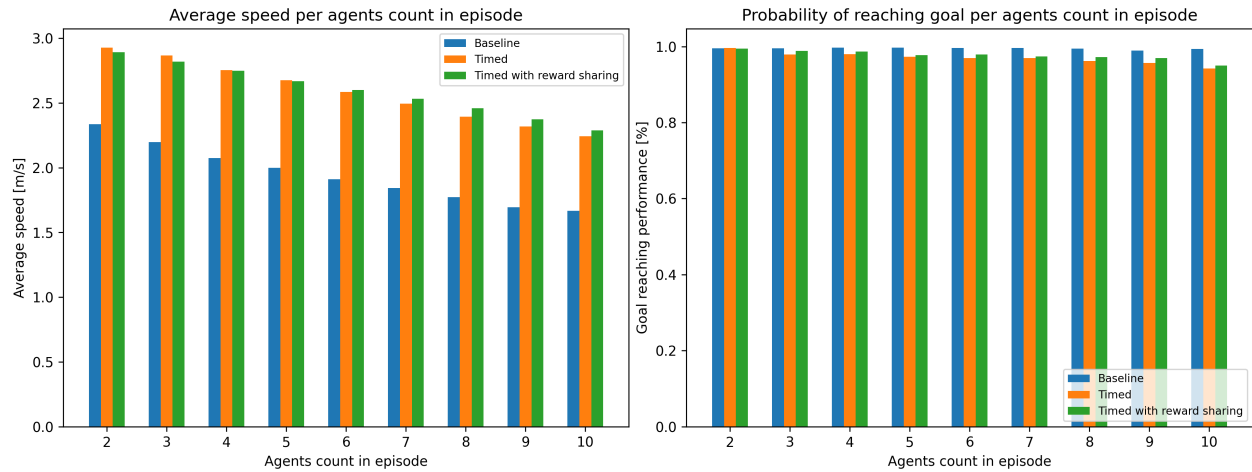 Average speed per agents count in episode
Average speed [m/s]
3.0
2.5
2.0
1.5
1.0
0.5
0.0
Baseline
Timed
Timed with reward sharing
2 3 4 5 6 7 8 9 10
Agents count in episode
Probability of reaching goal per agents count in episode
Goal reaching performance [%]
1.0
0.8
0.6
0.4
0.2
0.0
Baseline
Timed
Timed with reward sharing
2 3 4 5 6 7 8 9 10
Agents count in episode